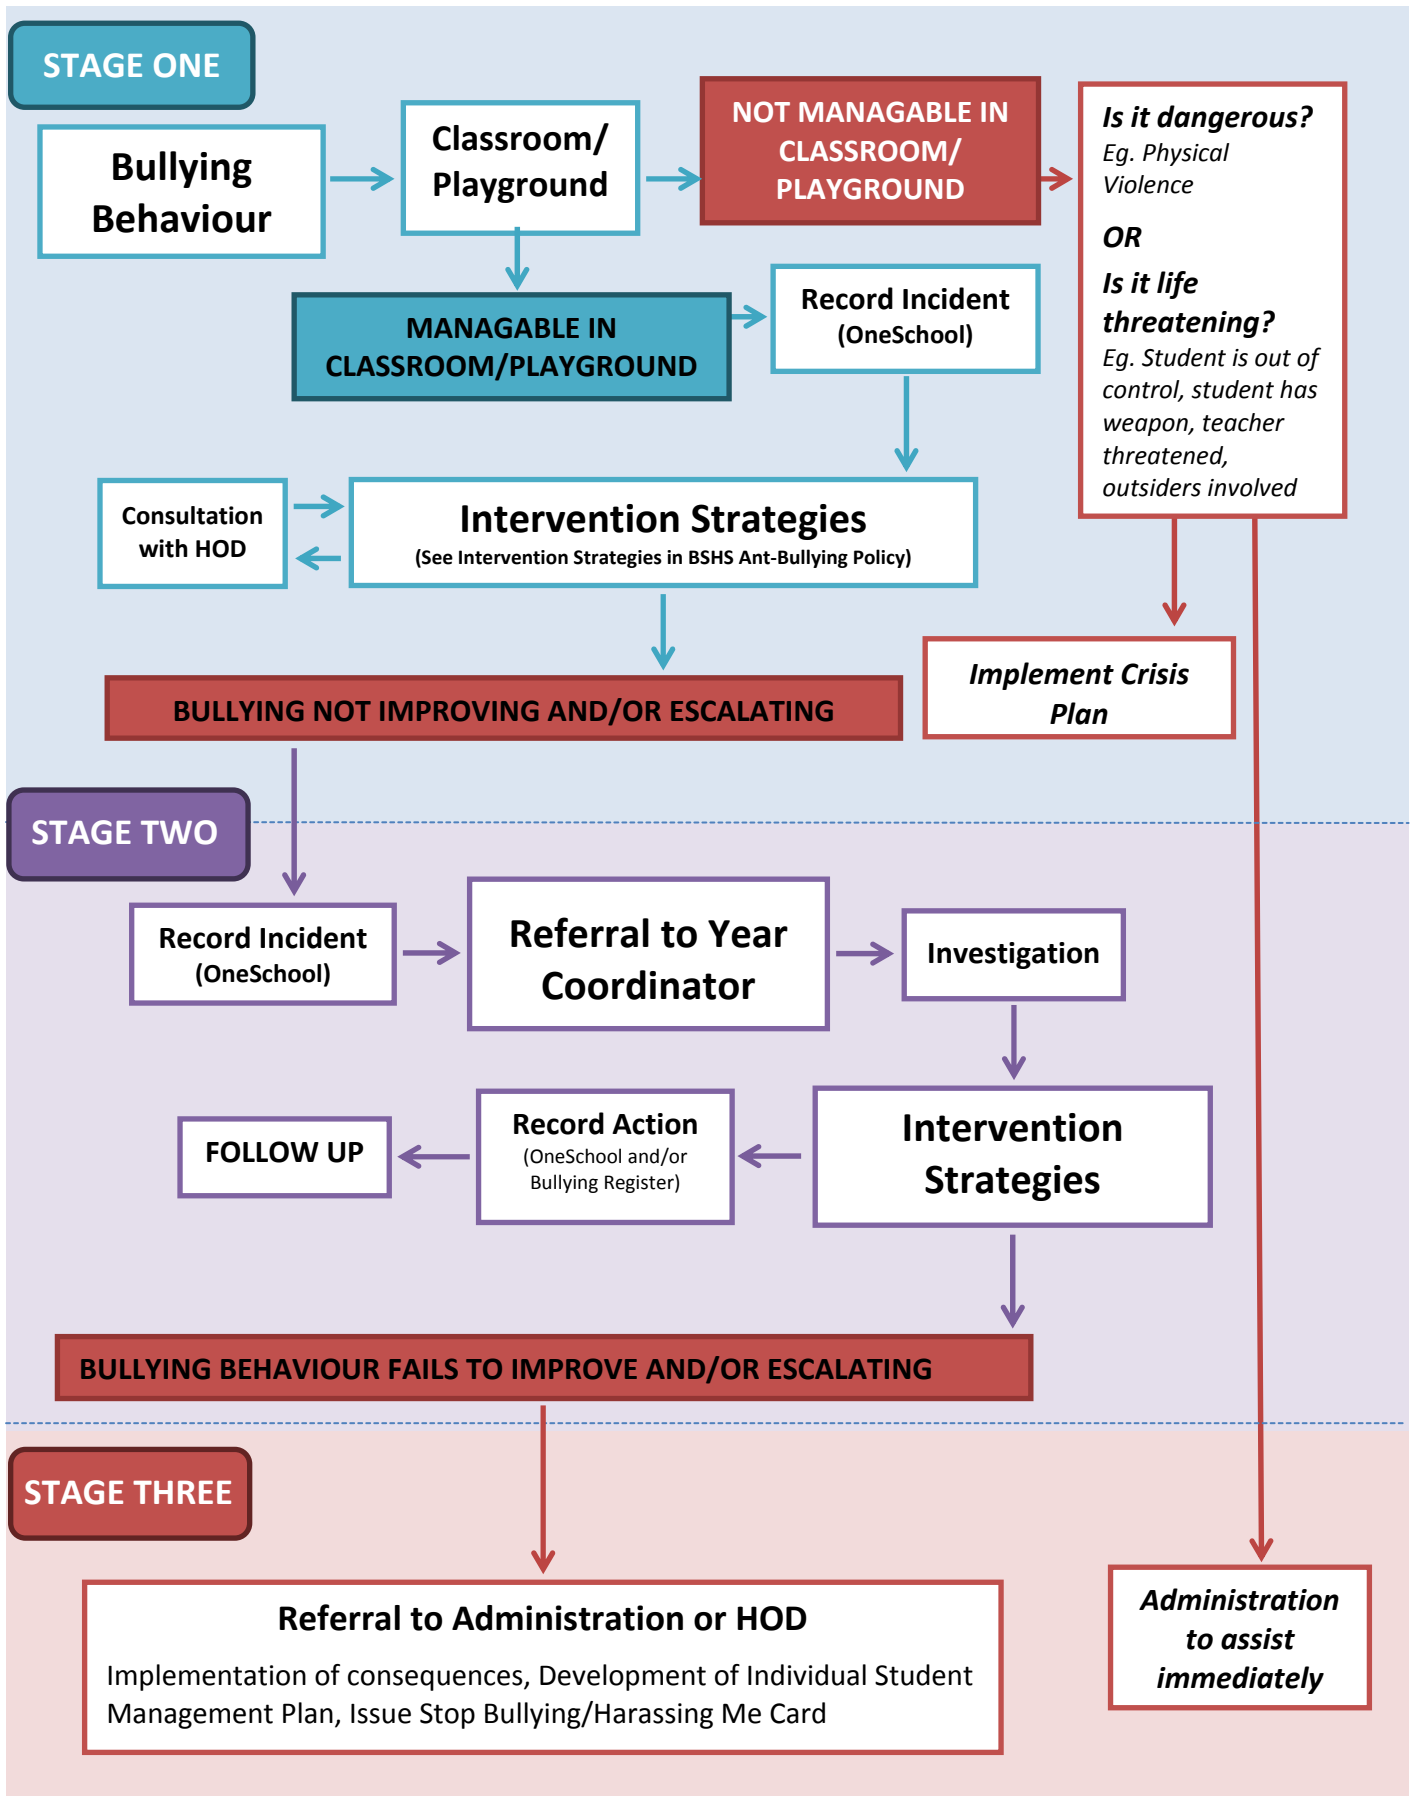 STAGE ONE
Bullying
Behaviour
Classroom/
Playground
NOT MANAGABLE IN
CLASSROOM/
PLAYGROUND
Is it dangerous?
Eg. Physical
Violence
OR
Is it life
threatening?
Eg. Student is out of
control, student has
weapon, teacher
threatened,
outsiders involved
MANAGABLE IN
CLASSROOM/PLAYGROUND
Record Incident
(OneSchool)
Consultation
with HOD
Intervention Strategies
(See Intervention Strategies in BSHS Ant-Bullying Policy)
Implement Crisis
Plan
BULLYING NOT IMPROVING AND/OR ESCALATING
STAGE TWO
Record Incident
(OneSchool)
Referral to Year
Coordinator
Investigation
Intervention
Strategies
Record Action
(OneSchool and/or
Bullying Register)
FOLLOW UP
BULLYING BEHAVIOUR FAILS TO IMPROVE AND/OR ESCALATING
STAGE THREE
Referral to Administration or HOD
Implementation of consequences, Development of Individual Student
Management Plan, Issue Stop Bullying/Harassing Me Card
Administration
to assist
immediately